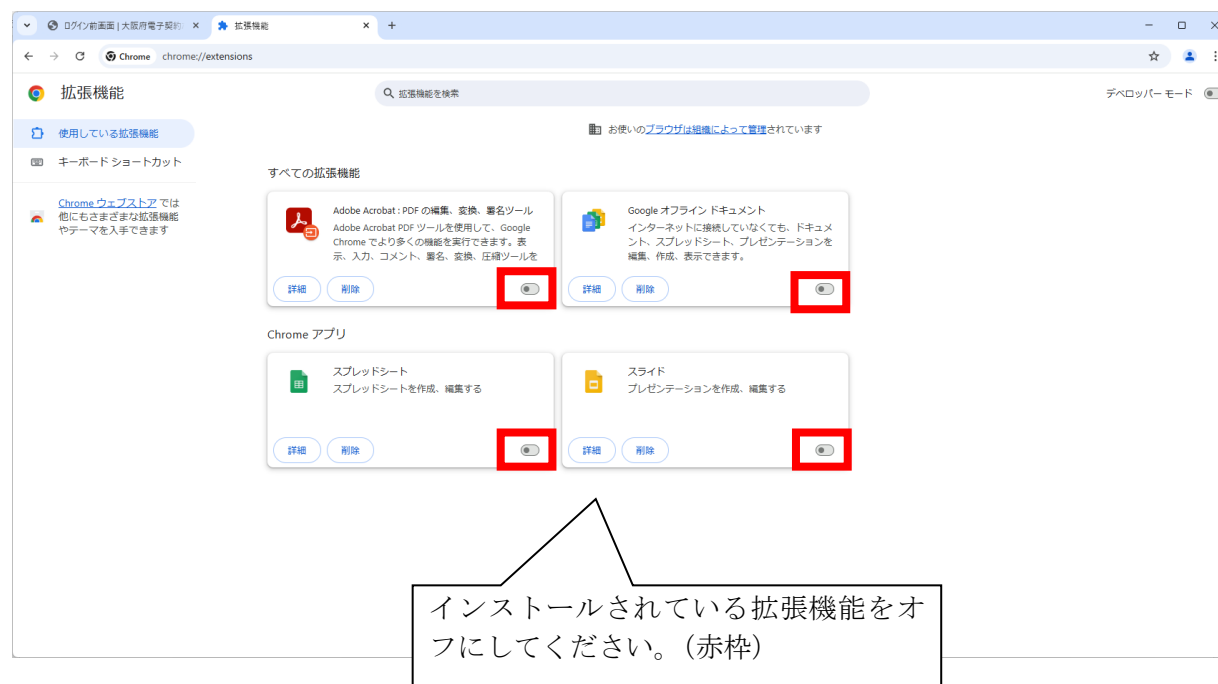 ログイン前画面 | 大阪府電子契約
拡張機能
Chrome chrome://extensions
拡張機能
拡張機能を検索
デベロッパー モード
使用している拡張機能
キーボード ショートカット
Chrome ウェブストア では
他にもさまざまな拡張機能
やテーマを入手できます
お使いのブラウザは組織によって管理されています
すべての拡張機能
Adobe Acrobat : PDF の編集、変換、署名ツール
Adobe Acrobat PDF ツールを使用して、Google
Chrome でより多くの機能を実行できます。表
示、入力、コメント、署名、変換、圧縮ツールを
詳細 削除
Google オフライン ドキュメント
インターネットに接続していなくても、ドキュメ
ント、スプレッドシート、プレゼンテーションを
編集、作成、表示できます。
詳細 削除
Chrome アプリ
スプレッドシート
スプレッドシートを作成、編集する
詳細 削除
スライド
プレゼンテーションを作成、編集する
詳細 削除
インストールされている拡張機能をオ
フにしてください。（赤枠）